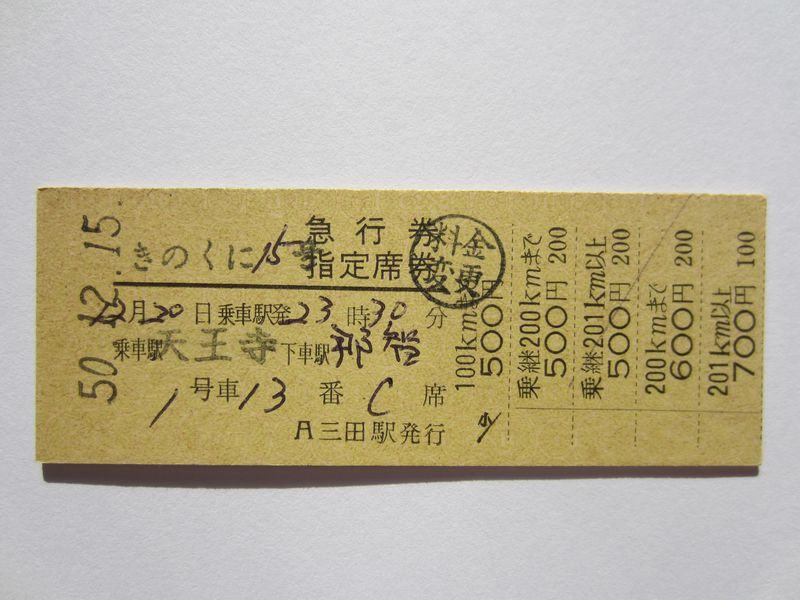 50.12.15.
急行券
指定席券
きのくに15号
料金変更
12月20日乗車駅発23時30分
乗車駅 天王寺 下車駅 那智
1号車13番C席
A三田駅発行
小
100kmまで
500円
乗継200kmまで
500円 200
乗継201km以上
500円 200
200kmまで
600円 200
201km以上
700円 100